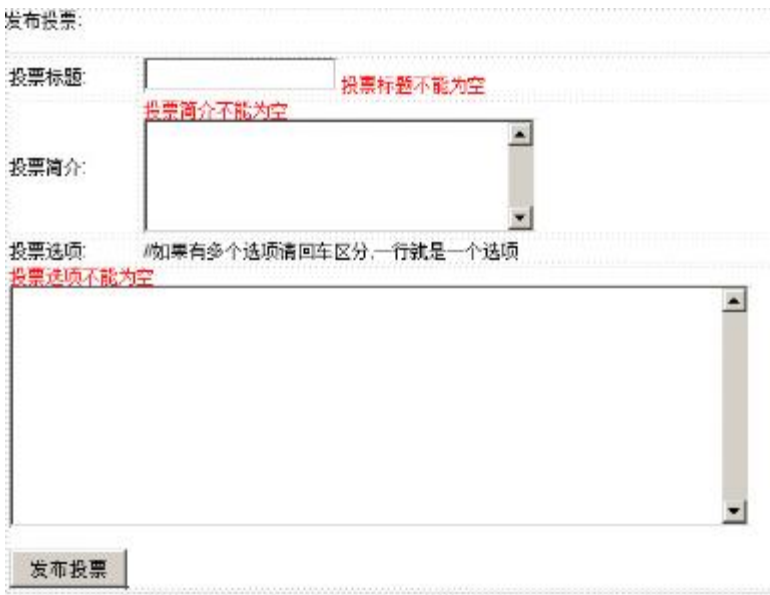 发布投票:
投票标题: 投票标题不能为空
投票简介不能为空
投票简介:
投票选项: //如果有多个选项请回车区分,一行就是一个选项
投票选项不能为空
发布投票